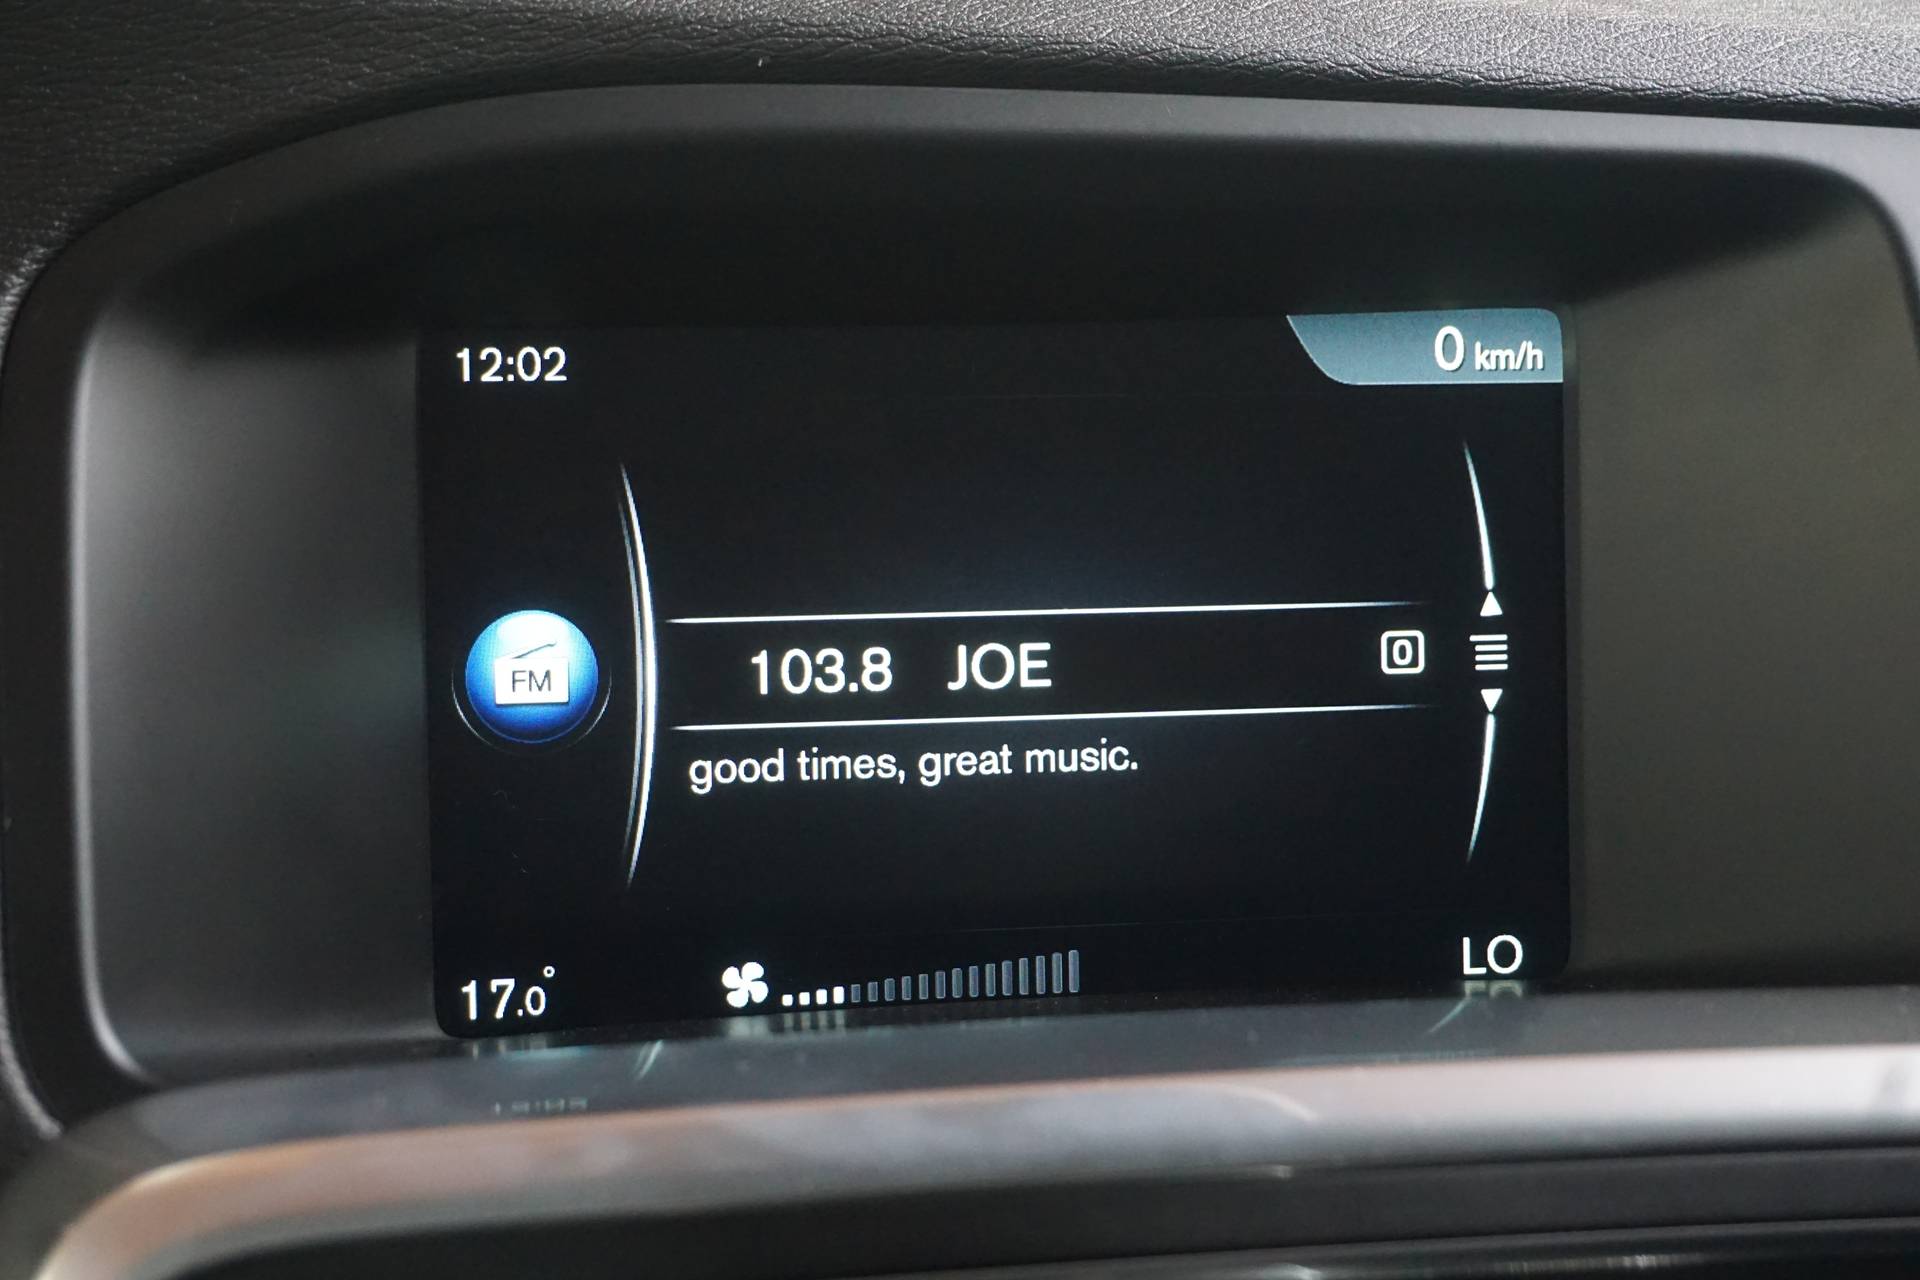 12:02
0 km/h
FM
103.8 JOE 0
good times, great music.
17.0°
LO